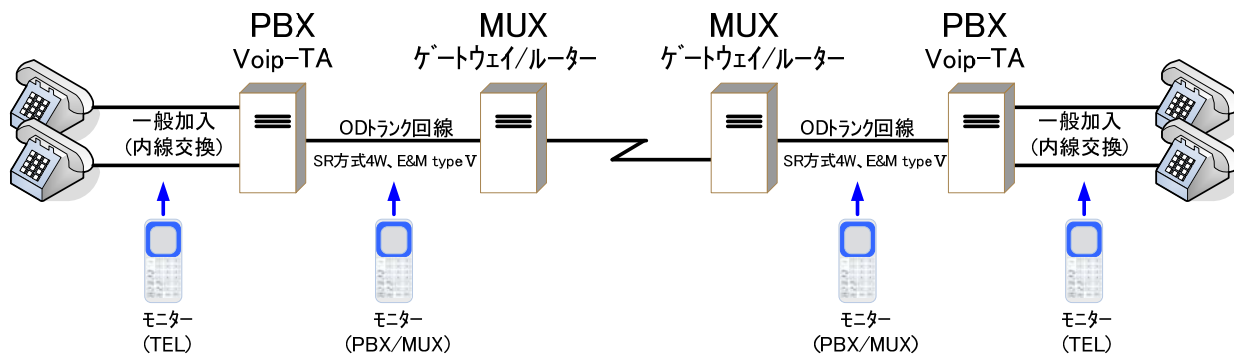 PBX
Voip-TA
MUX
ｹﾞｰﾄｳｪｲ/ﾙｰﾀｰ
MUX
ｹﾞｰﾄｳｪｲ/ﾙｰﾀｰ
PBX
Voip-TA
一般加入
(内線交換)
ODﾄﾗﾝｸ回線
SR方式4W、E&M typeⅤ
ODﾄﾗﾝｸ回線
SR方式4W、E&M typeⅤ
一般加入
(内線交換)
ﾓﾆﾀｰ
(TEL)
ﾓﾆﾀｰ
(PBX/MUX)
ﾓﾆﾀｰ
(PBX/MUX)
ﾓﾆﾀｰ
(TEL)